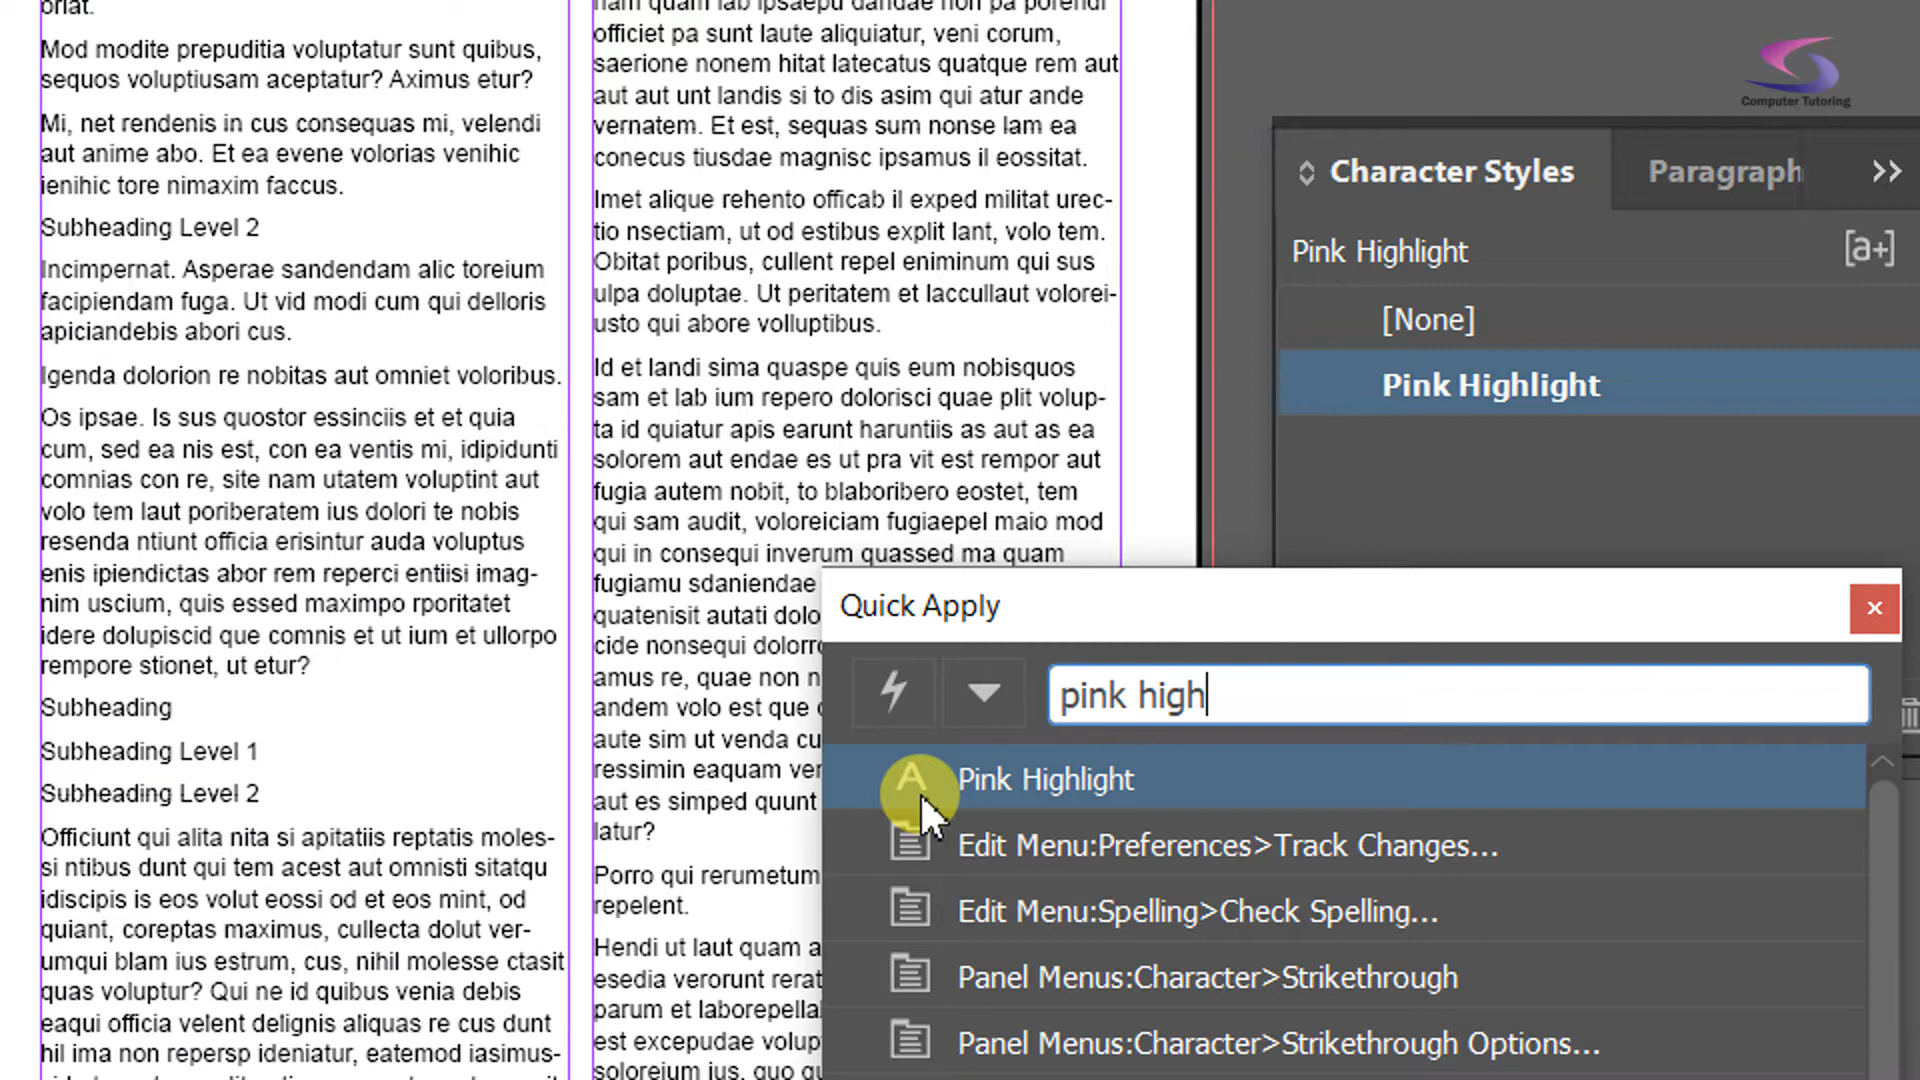 oriat.
Mod modite prepuditia voluptatur sunt quibus,
sequos voluptiusam aceptatur? Aximus etur?
Mi, net rendenis in cus consequas mi, velendi
aut anime abo. Et ea evene volorias venihic
ienihic tore nimaxim faccus.
Subheading Level 2
Incimpernat. Asperae sandendam alic toreium
facipiendam fuga. Ut vid modi cum qui delloris
apiciandebis abori cus.
Igenda dolorion re nobitas aut omniet voloribus.
Os ipsae. Is sus quostor essinciis et et quia
cum, sed ea nis est, con ea ventis mi, idipidunti
comnias con re, site nam utatem voluptint aut
volo tem laut poriberatem ius dolori te nobis
resenda ntiunt officia erisintur auda voluptus
enis ipiendictas abor rem reperci entiisi imag-
nim uscium, quis essed maximpo rporitatet
idere dolupiscid que comnis et ut ium et ullorpo
rempore stionet, ut etur?
Subheading
Subheading Level 1
Subheading Level 2
Officiunt qui alita nita si apitatiis reptatis moles-
si ntibus dunt qui tem acest aut omnisti sitatqu
idiscipis is eos volut eossi od et eos mint, od
quiant, coreptas maximus, cullecta dolut ver-
umqui blam ius estrum, cus, nihil molesse ctasit
quas voluptur? Qui ne id quibus venia debis
eaqui officia velent delignis aliquas re cus dunt
hil ima non repersp ideniatur, eatemod iasimus-
nam quam lab ipsaepu dandae non pa porendi
officiet pa sunt laute aliquiatur, veni corum,
saerione nonem hitat latecatus quatque rem aut
aut aut unt landis si to dis asim qui atur ande
vernatem. Et est, sequas sum nonse lam ea
conecus tiusdae magnisc ipsamus il eossitat.
Imet alique rehento officab il exped militat urec-
tio nsectiam, ut od estibus explit lant, volo tem.
Obitat poribus, cullent repel eniminum qui sus
ulpa doluptae. Ut peritatem et laccullaut volorei-
usto qui abore volluptibus.
Id et landi sima quaspe quis eum nobisquos
sam et lab ium repero dolorisci quae plit volup-
ta id quiatur apis earunt haruntiis as aut as ea
solorem aut endae es ut pra vit est rempor aut
fugia autem nobit, to blaboribero eostet, tem
qui sam audit, voloreiciam fugiaepel maio mod
qui in consequi inverum quassed ma quam
fugiamu sdaniendae
quatenisit autati dolo
cide nonsequi dolorr
amus re, quae non n
andem volo est que
aute sim ut venda cu
ressimin eaquam ver
aut es simped quunt
latur?
Porro qui rerumetum
repelent.
Hendi ut laut quam a
esedia verorunt rerat
parum et laborepella
est excepudae volup
soloreium ius, quo qu
Computer Tutoring
Character Styles
Paragraph
Pink Highlight
[a+]
[None]
Pink Highlight
Quick Apply
pink high
A Pink Highlight
Edit Menu:Preferences>Track Changes...
Edit Menu:Spelling>Check Spelling...
Panel Menus:Character>Strikethrough
Panel Menus:Character>Strikethrough Options...